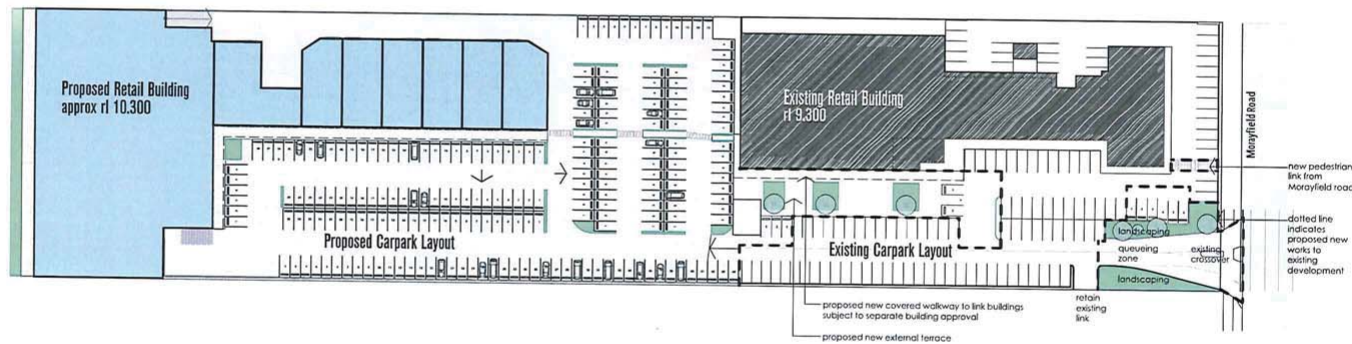 Proposed Retail Building
approx rl 10.300
Existing Retail Building
rl 9.300
Morayfield Road
new pedestrian
link from
Morayfield road
dotted line
indicates
proposed new
works to
existing
development
Proposed Carpark Layout
Existing Carpark Layout
landscaping
queueing
zone
existing
crossover
landscaping
retain
existing
link
proposed new covered walkway to link buildings
subject to separate building approval
proposed new external terrace